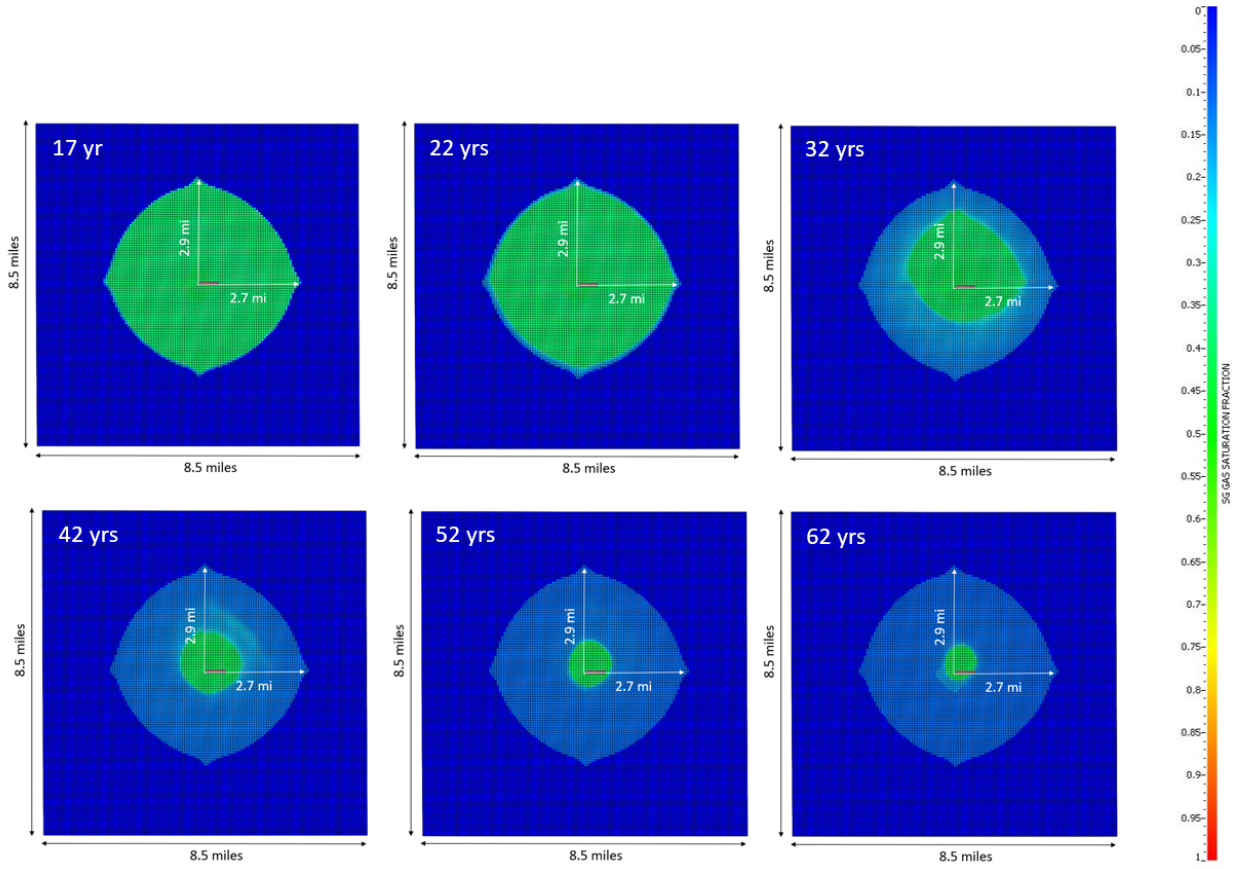 17 yr
2.9 mi
2.7 mi
8.5 miles
8.5 miles
22 yrs
2.9 mi
2.7 mi
8.5 miles
8.5 miles
32 yrs
2.9 mi
2.7 mi
8.5 miles
8.5 miles
42 yrs
2.9 mi
2.7 mi
8.5 miles
8.5 miles
52 yrs
2.9 mi
2.7 mi
8.5 miles
8.5 miles
62 yrs
2.9 mi
2.7 mi
8.5 miles
8.5 miles
0
0.05
0.1
0.15
0.2
0.25
0.3
0.35
0.4
0.45
0.5
0.55
0.6
0.65
0.7
0.75
0.8
0.85
0.9
0.95
1
SG GAS SATURATION FRACTION